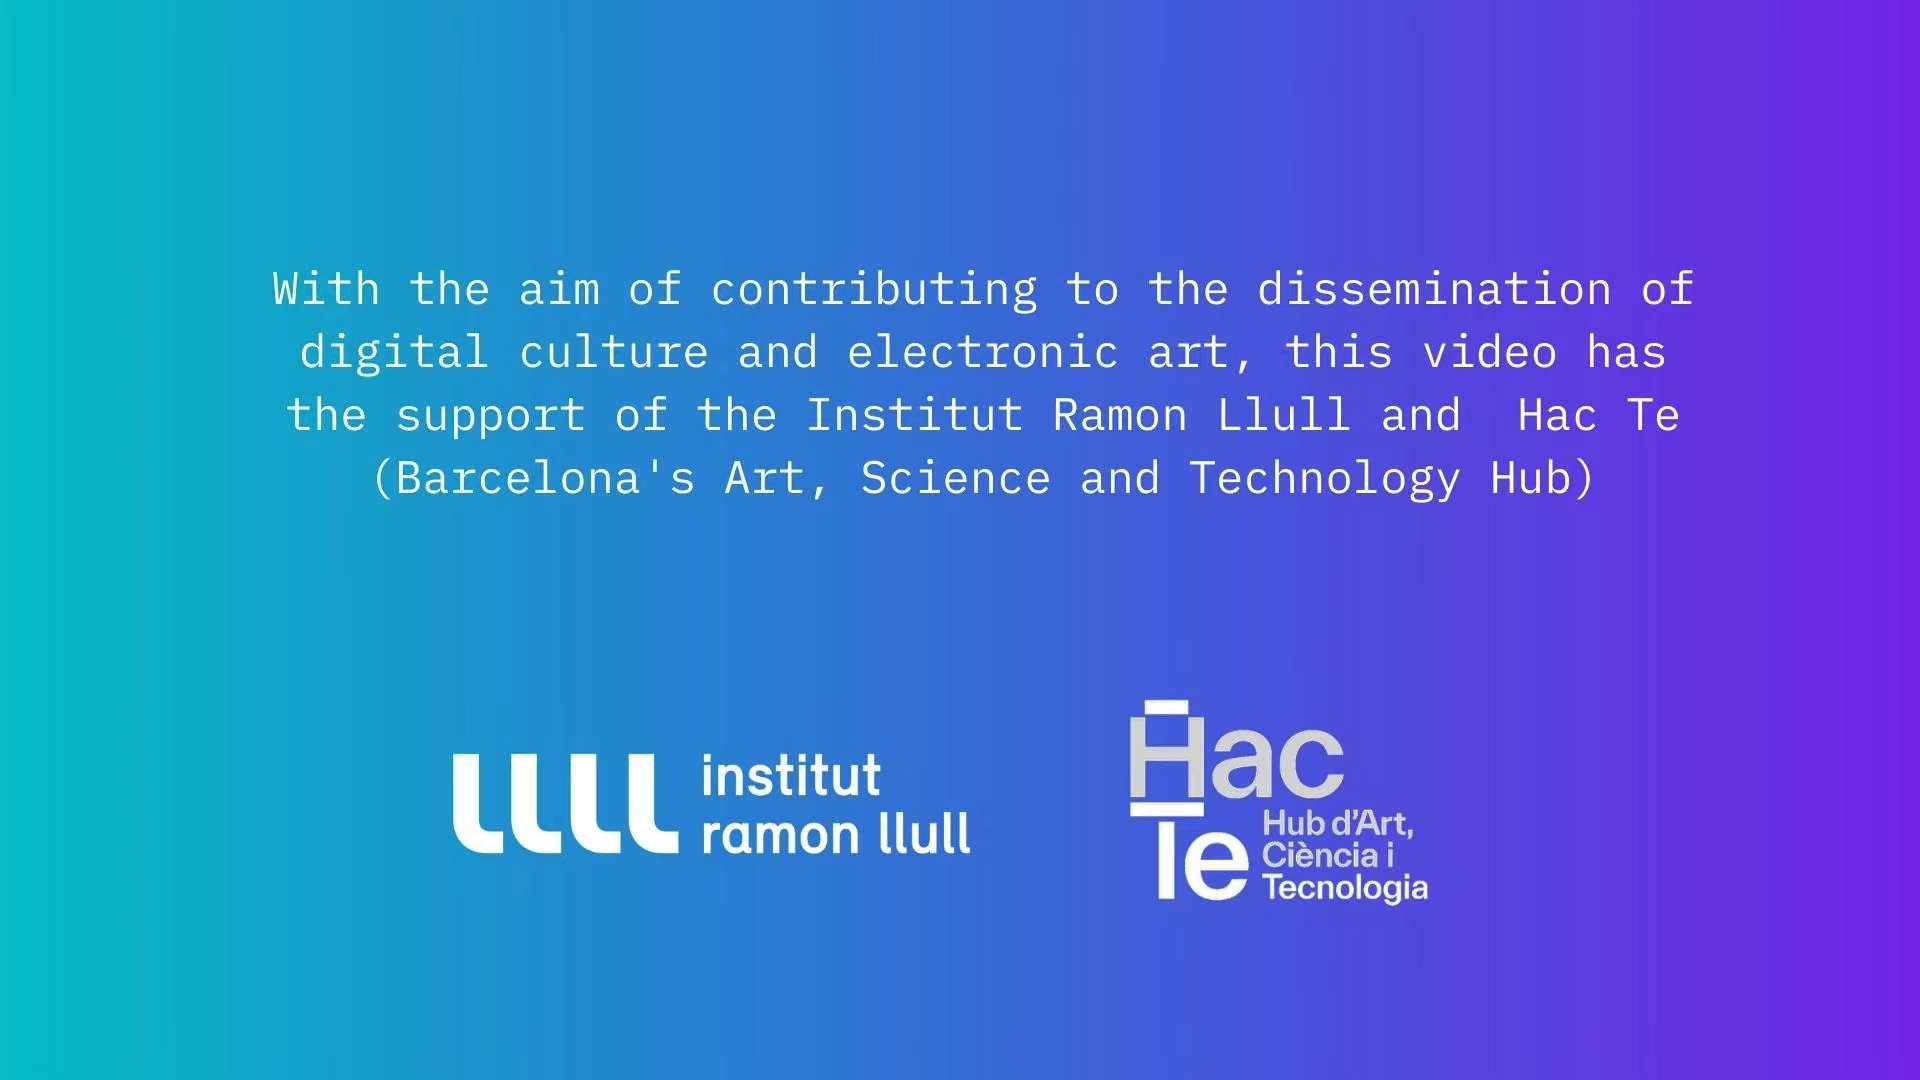 With the aim of contributing to the dissemination of
digital culture and electronic art, this video has
the support of the Institut Ramon Llull and  Hac Te
(Barcelona's Art, Science and Technology Hub)
institut
ramon llull
Hac
Te
Hub d'Art,
Ciència i
Tecnologia